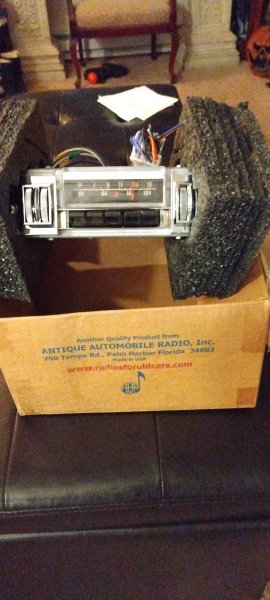 Another Quality Product from
ANTIQUE AUTOMOBILE RADIO, Inc.
700 Tampa Rd., Palm Harbor Florida 34683
Made in USA
www.radiosforuldcars.com